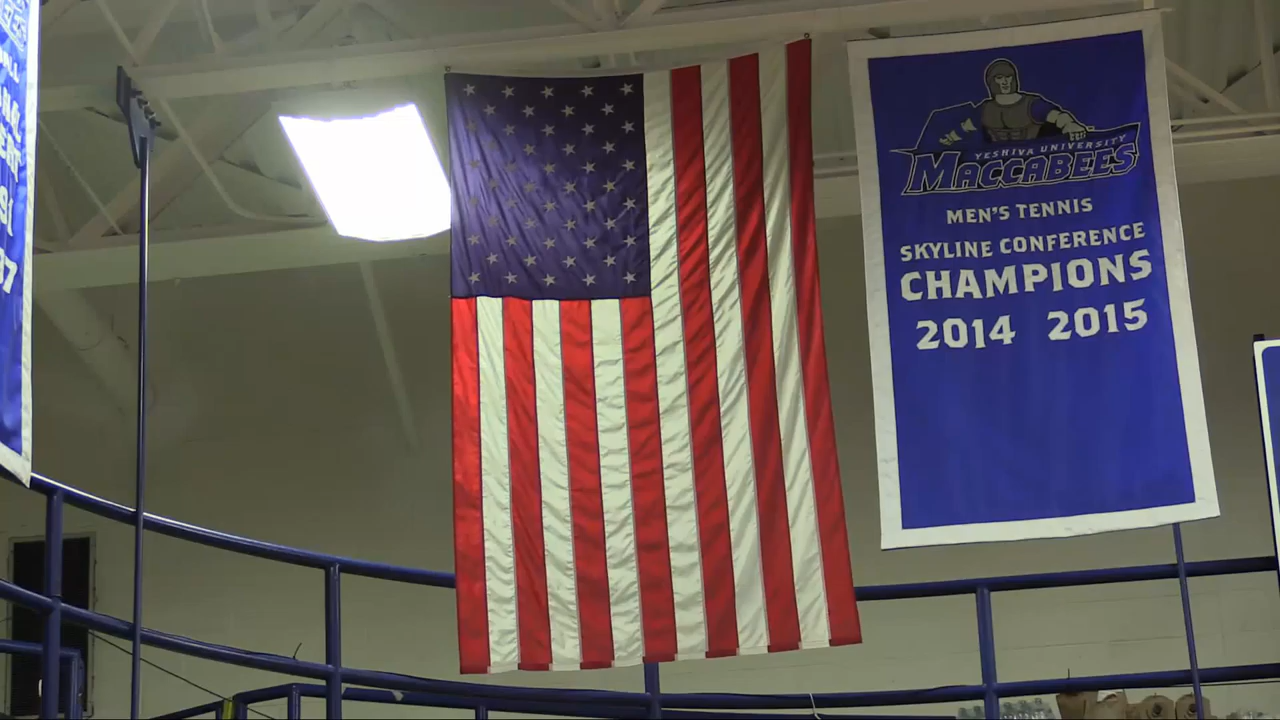 YESHIVA UNIVERSITY
MACCABEES
MEN'S TENNIS
SKYLINE CONFERENCE
CHAMPIONS
2014 2015